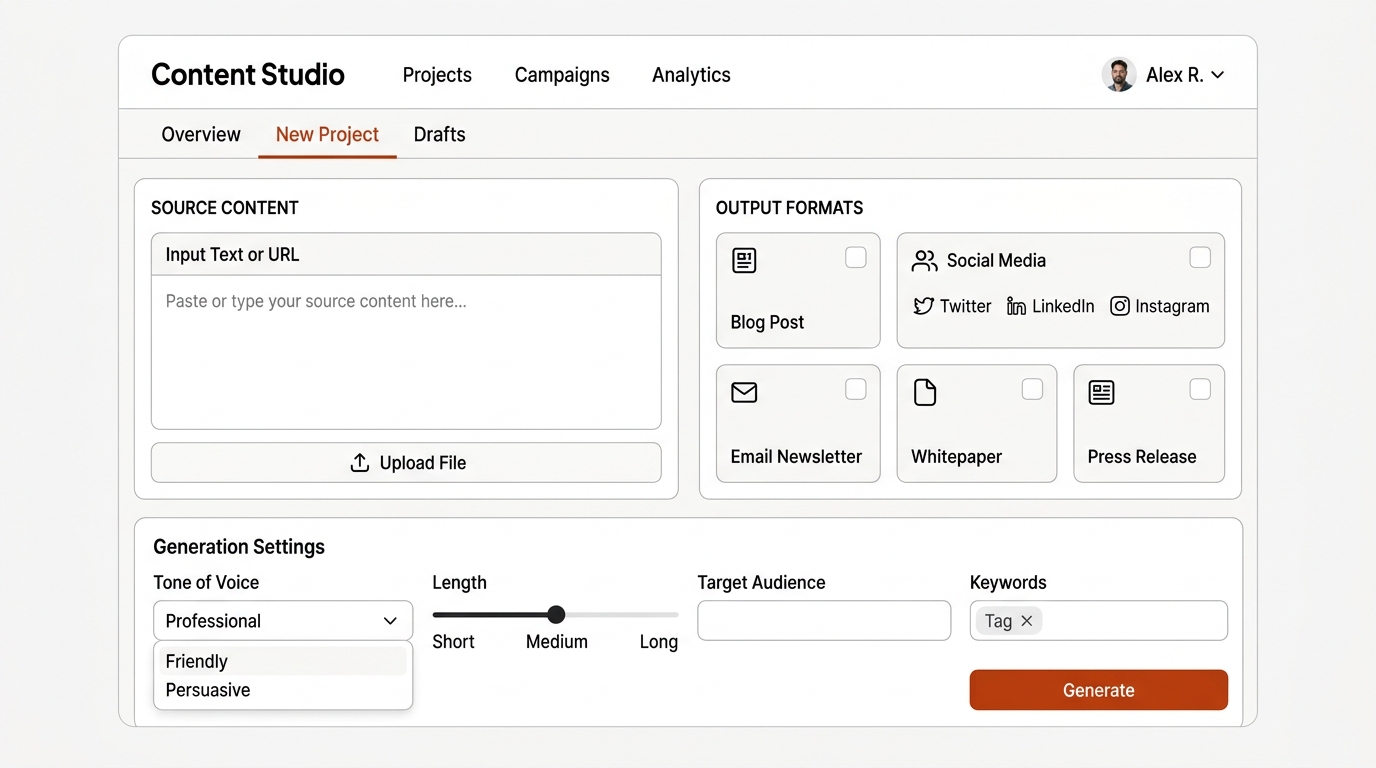 Content Studio
Projects
Campaigns
Analytics
Alex R.
Overview
New Project
Drafts
SOURCE CONTENT
Input Text or URL
Paste or type your source content here...
Upload File
OUTPUT FORMATS
Blog Post
Social Media
Twitter
LinkedIn
Instagram
Email Newsletter
Whitepaper
Press Release
Generation Settings
Tone of Voice
Professional
Friendly
Persuasive
Length
Short
Medium
Long
Target Audience
Keywords
Tag
Generate